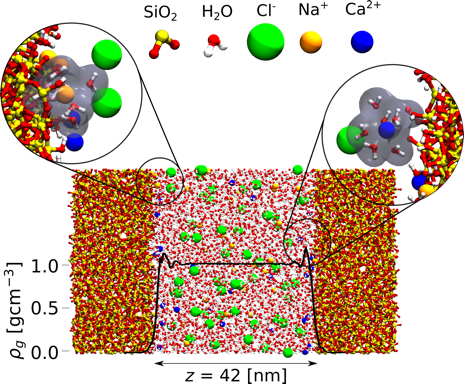 SiO₂ H₂O Cl⁻ Na⁺ Ca²⁺
1.0
0.5
0.0
ρg [gcm⁻³]
z = 42 [nm]